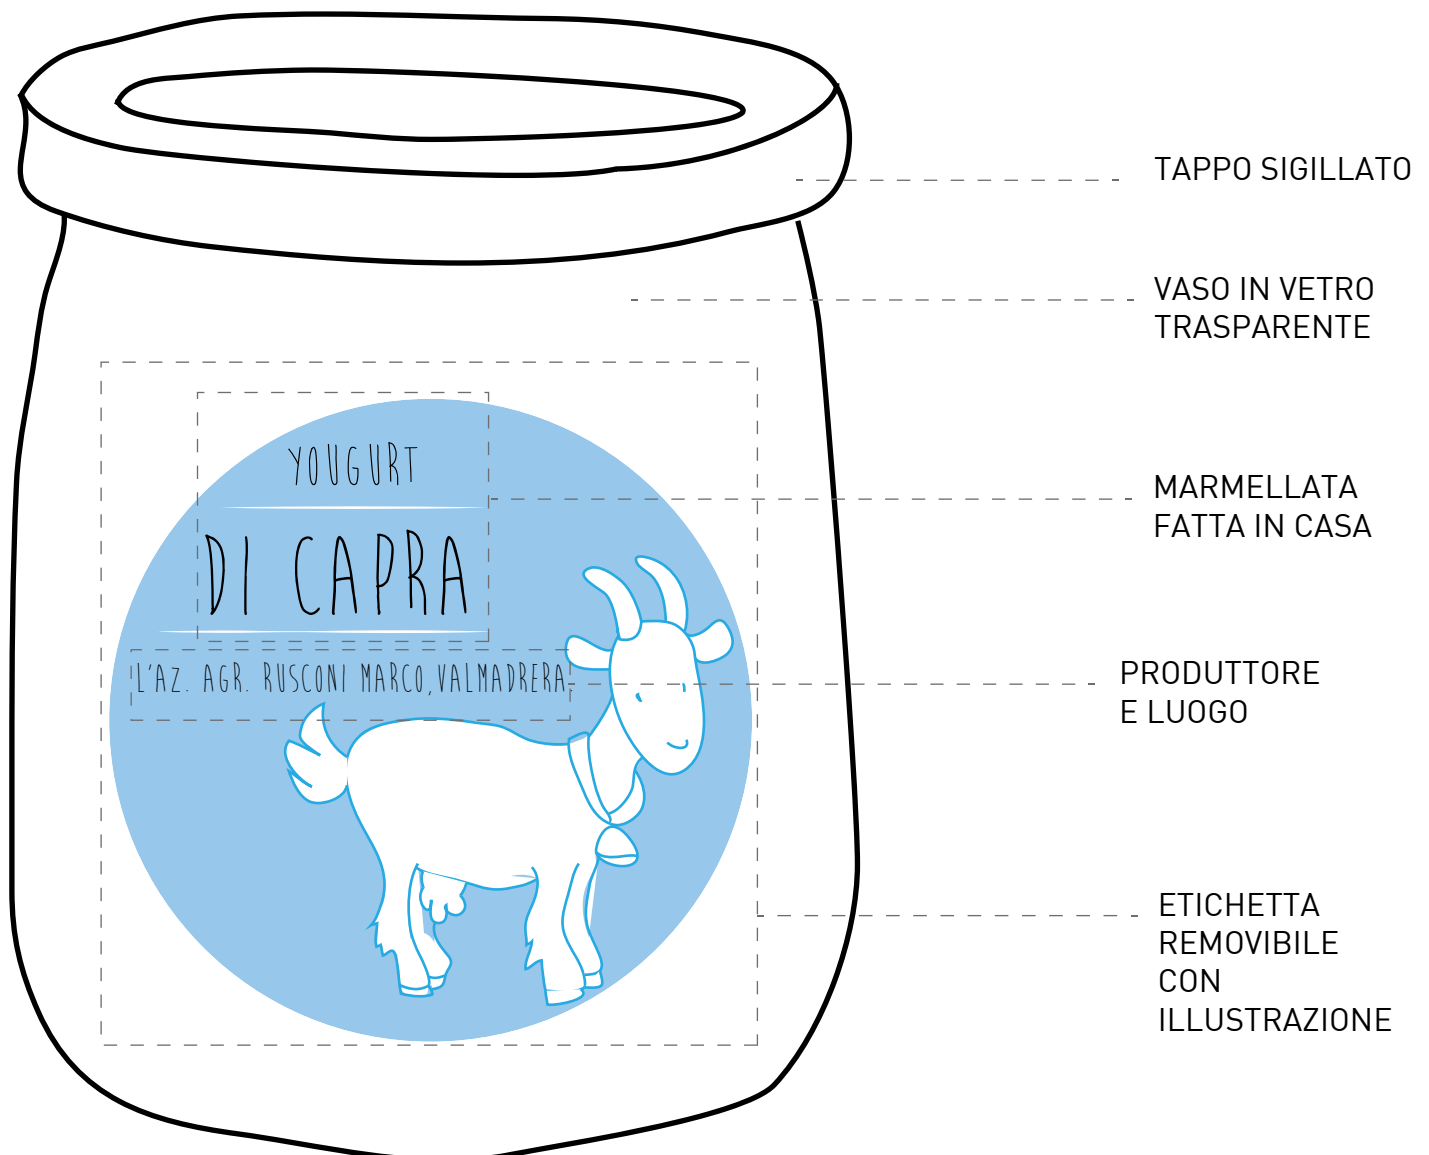 TAPPO SIGILLATO
VASO IN VETRO
TRASPARENTE
YOUGURT
DI CAPRA
MARMELLATA
FATTA IN CASA
L'AZ. AGR. RUSCONI MARCO, VALMADRERA
PRODUTTORE
E LUOGO
ETICHETTA
REMOVIBILE
CON
ILLUSTRAZIONE